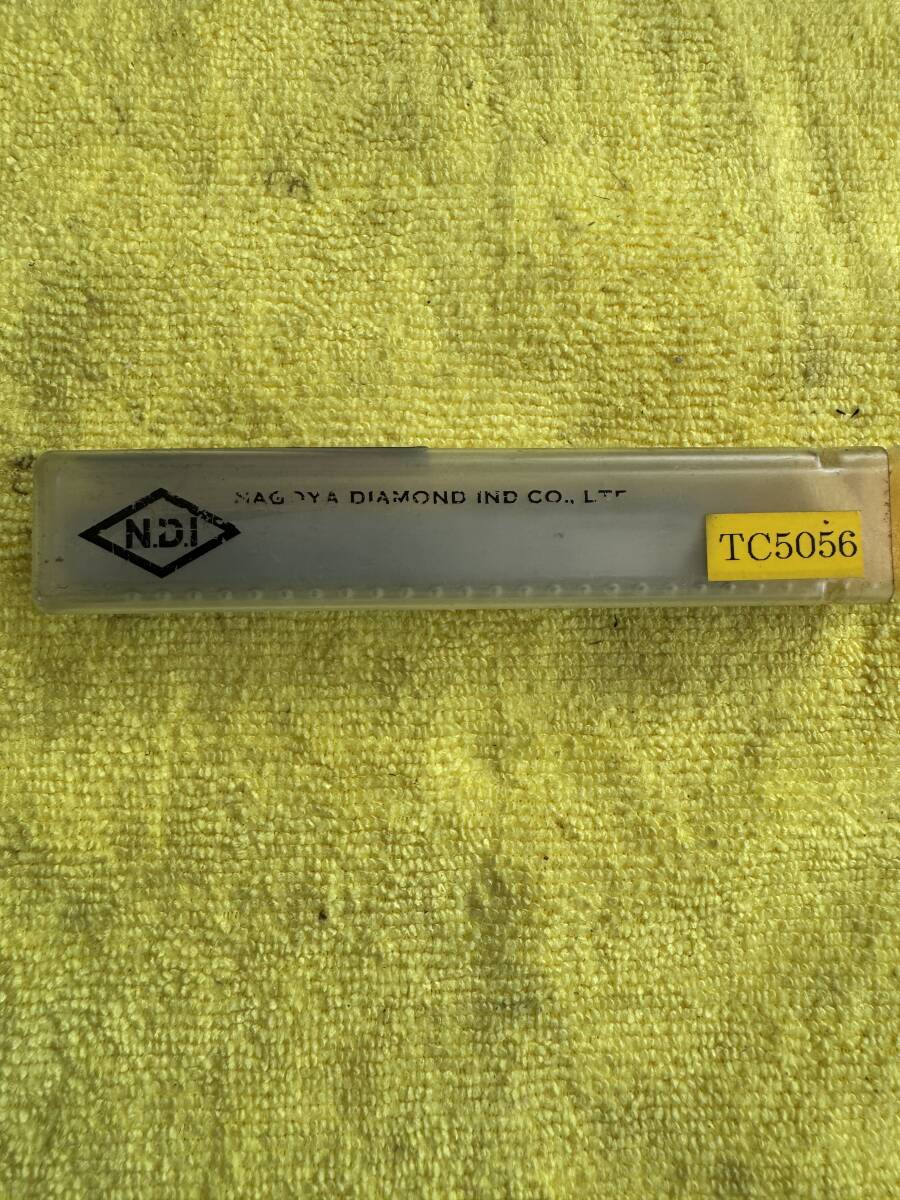 N.D.I
NAGOYA DIAMOND IND CO., LTD
TC5056